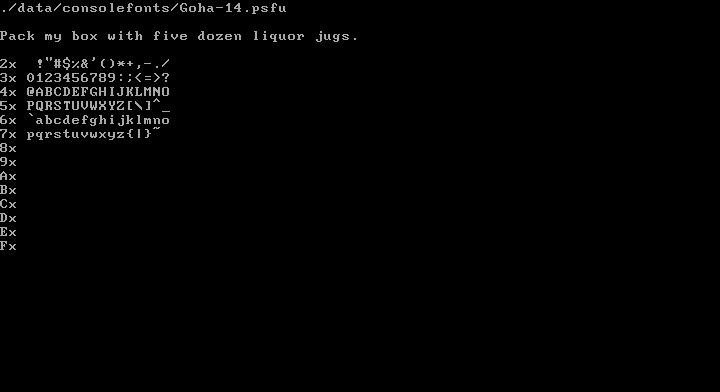 ./data/consolefonts/Goha-14.psfu
Pack my box with five dozen liquor jugs.
2x  !"#$%&'()*+,-./
3x 0123456789:;<=>?
4x @ABCDEFGHIJKLMNO
5x PQRSTUVWXYZ[\]^_
6x `abcdefghijklmno
7x pqrstuvwxyz{|}~
8x
9x
Ax
Bx
Cx
Dx
Ex
Fx